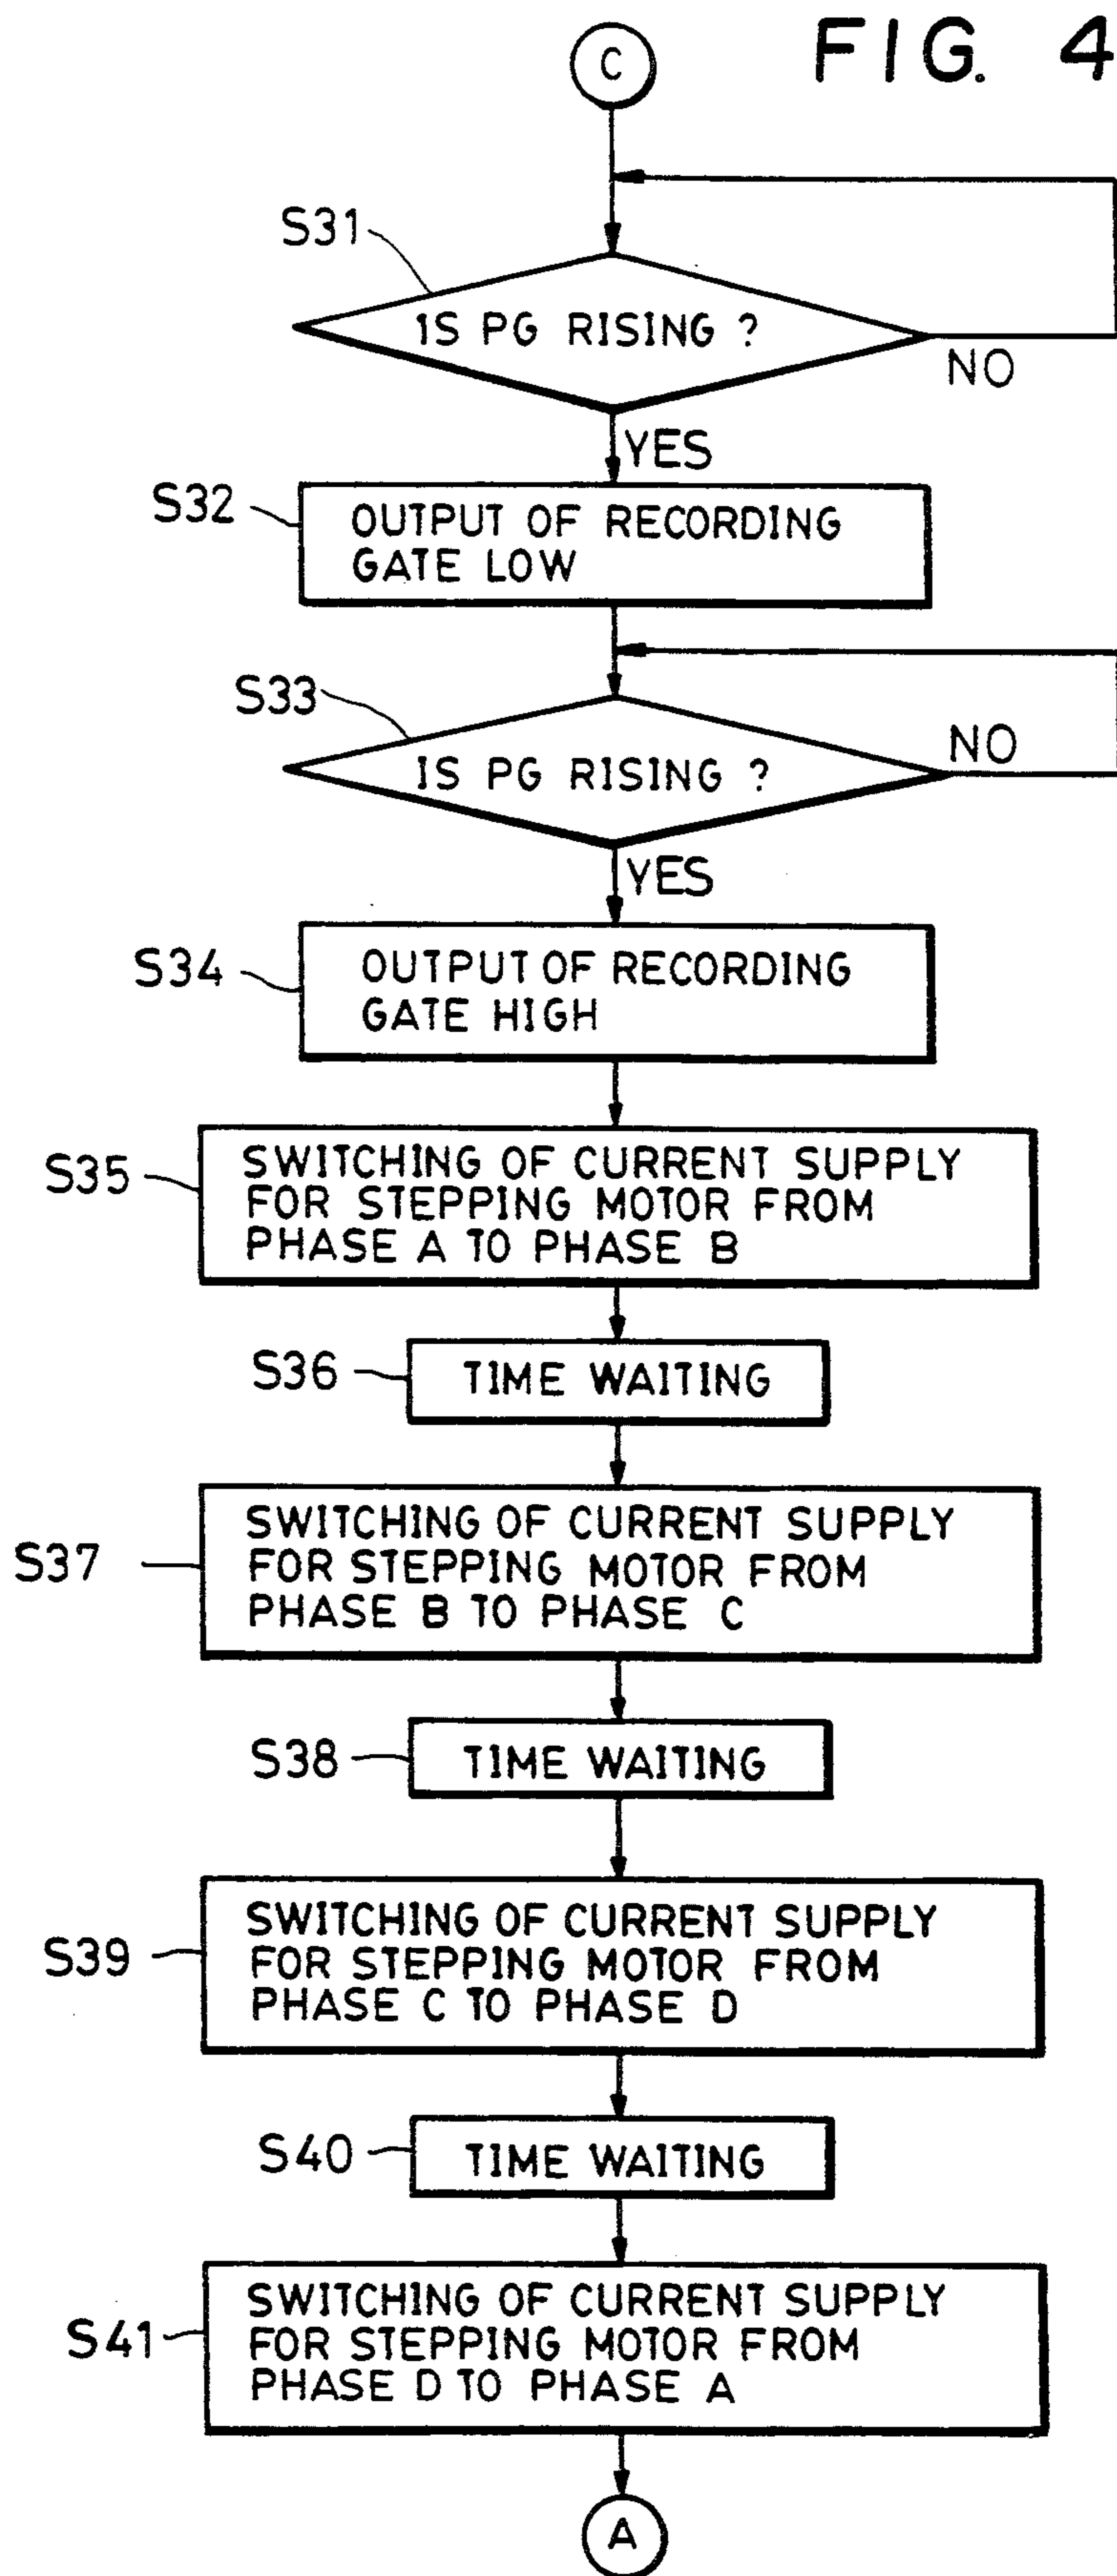 FIG. 4
C
S31
IS PG RISING ?
NO
YES
S32
OUTPUT OF RECORDING
GATE LOW
S33
IS PG RISING ?
NO
YES
S34
OUTPUT OF RECORDING
GATE HIGH
S35
SWITCHING OF CURRENT SUPPLY
FOR STEPPING MOTOR FROM
PHASE A TO PHASE B
S36
TIME WAITING
S37
SWITCHING OF CURRENT SUPPLY
FOR STEPPING MOTOR FROM
PHASE B TO PHASE C
S38
TIME WAITING
S39
SWITCHING OF CURRENT SUPPLY
FOR STEPPING MOTOR FROM
PHASE C TO PHASE D
S40
TIME WAITING
S41
SWITCHING OF CURRENT SUPPLY
FOR STEPPING MOTOR FROM
PHASE D TO PHASE A
A